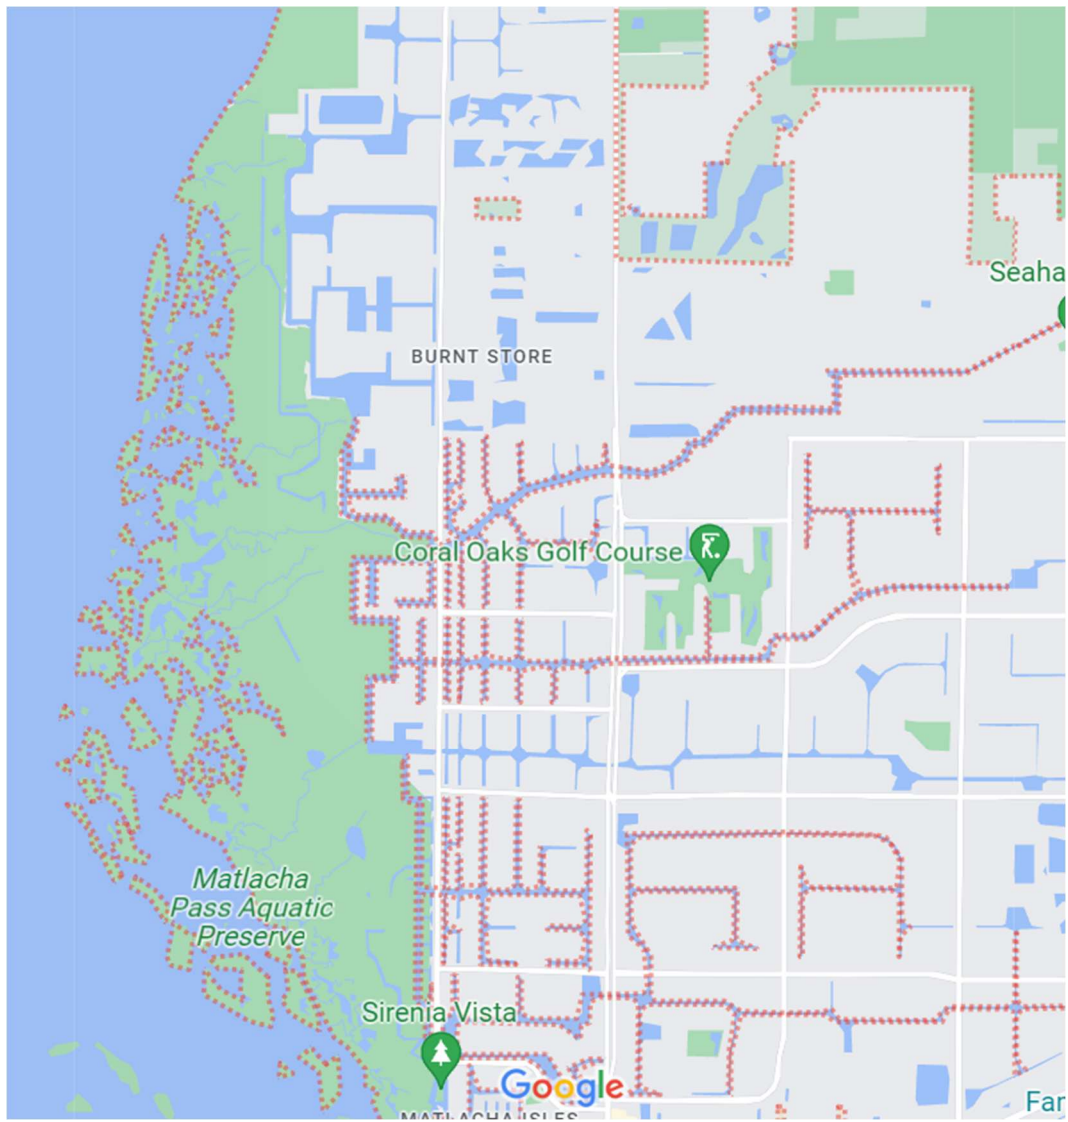 Seaha
BURNT STORE
Coral Oaks Golf Course
Matlacha
Pass Aquatic
Preserve
Sirenia Vista
Google
MATLACHA ISLES
Far